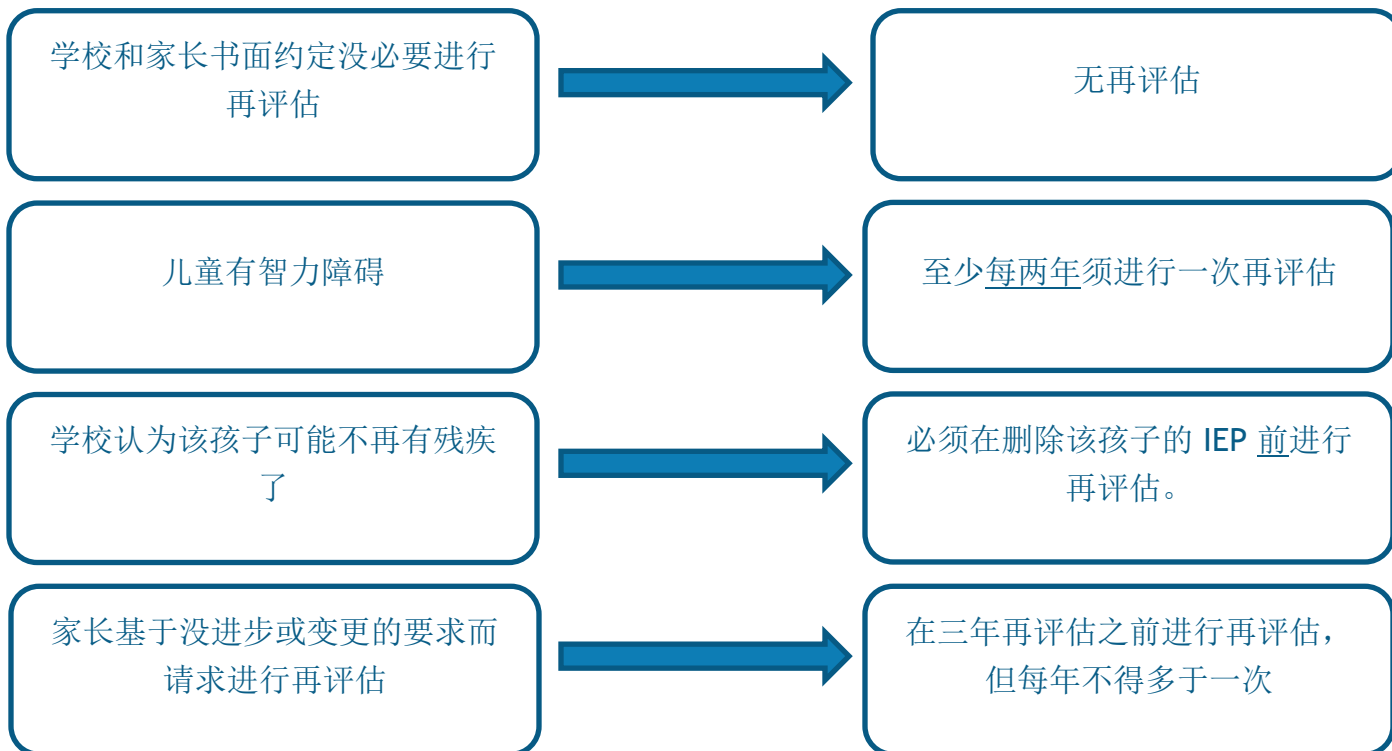 学校和家长书面约定没必要进行
再评估
无再评估
儿童有智力障碍
至少每两年须进行一次再评估
学校认为该孩子可能不再有残疾
了
必须在删除该孩子的 IEP 前进行
再评估。
家长基于没进步或变更的要求而
请求进行再评估
在三年再评估之前进行再评估，
但每年不得多于一次